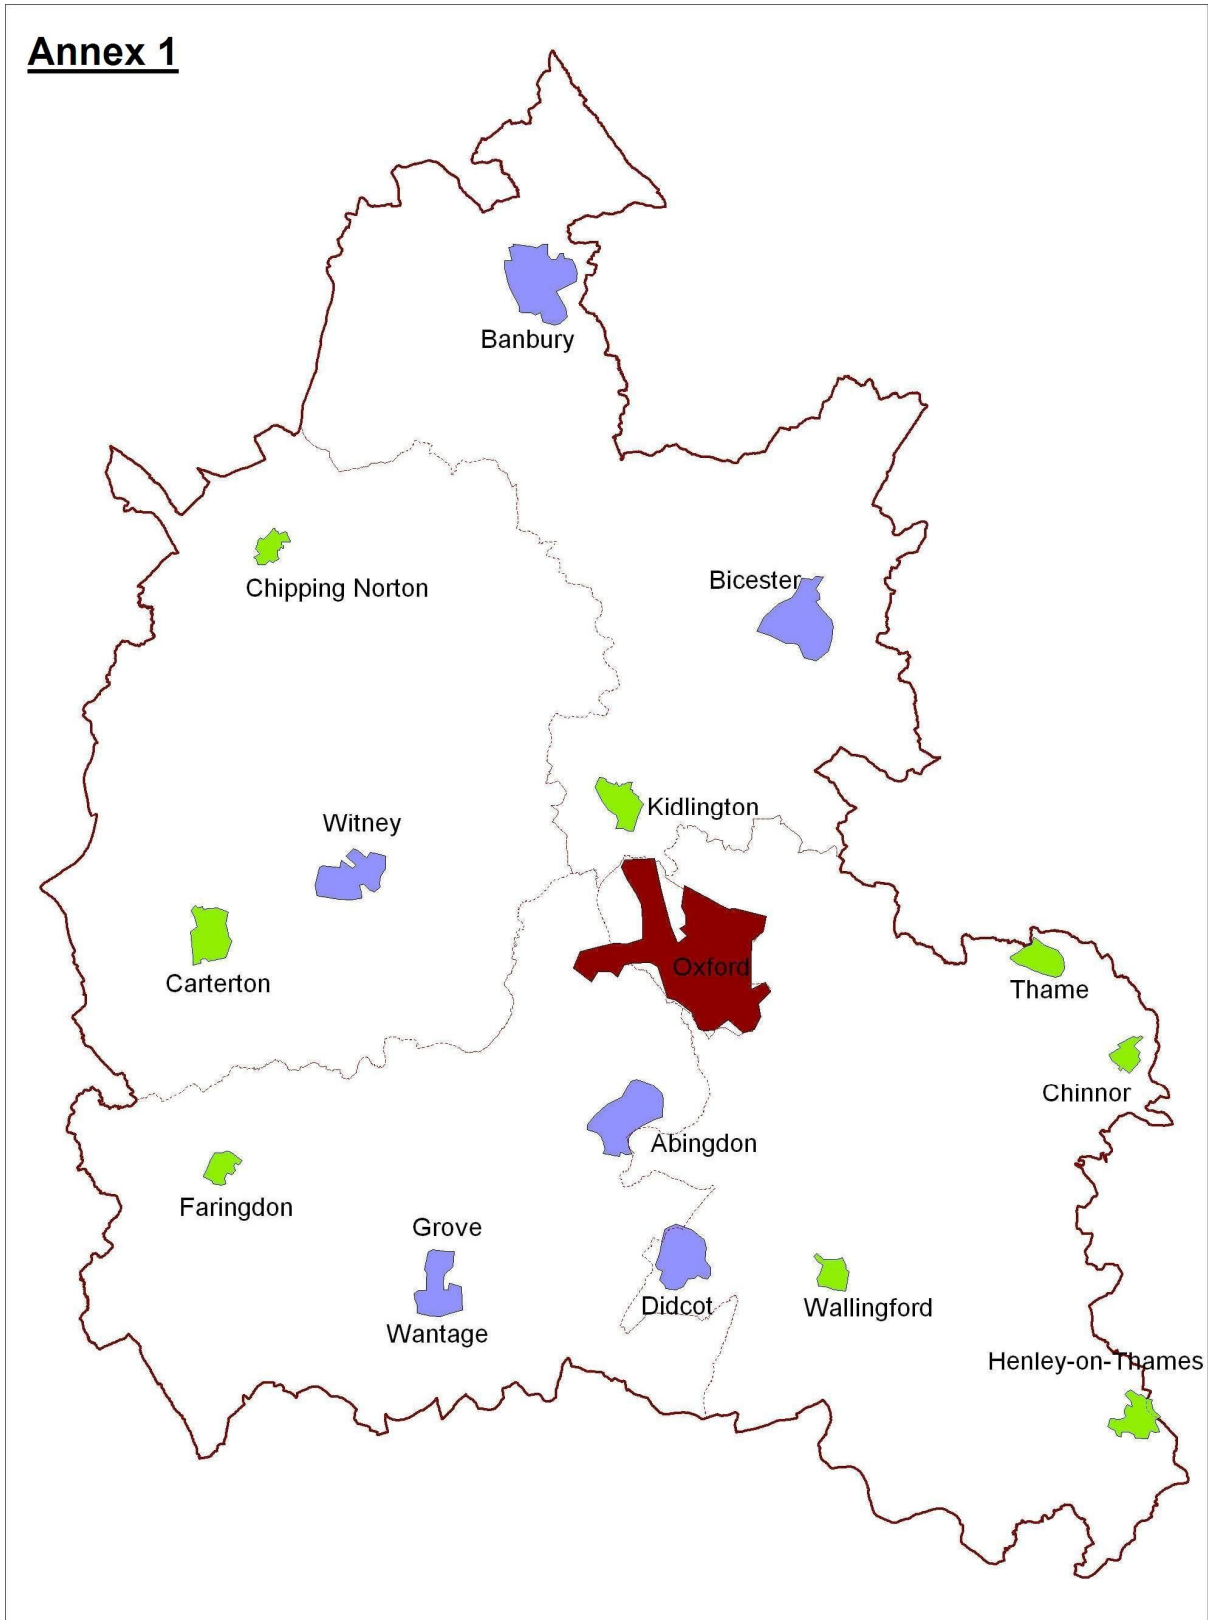 Annex 1
Banbury
Bicester
Chipping Norton
Kidlington
Witney
Oxford
Carterton
Thame
Chinnor
Abingdon
Faringdon
Grove
Didcot
Wallingford
Wantage
Henley-on-Thames